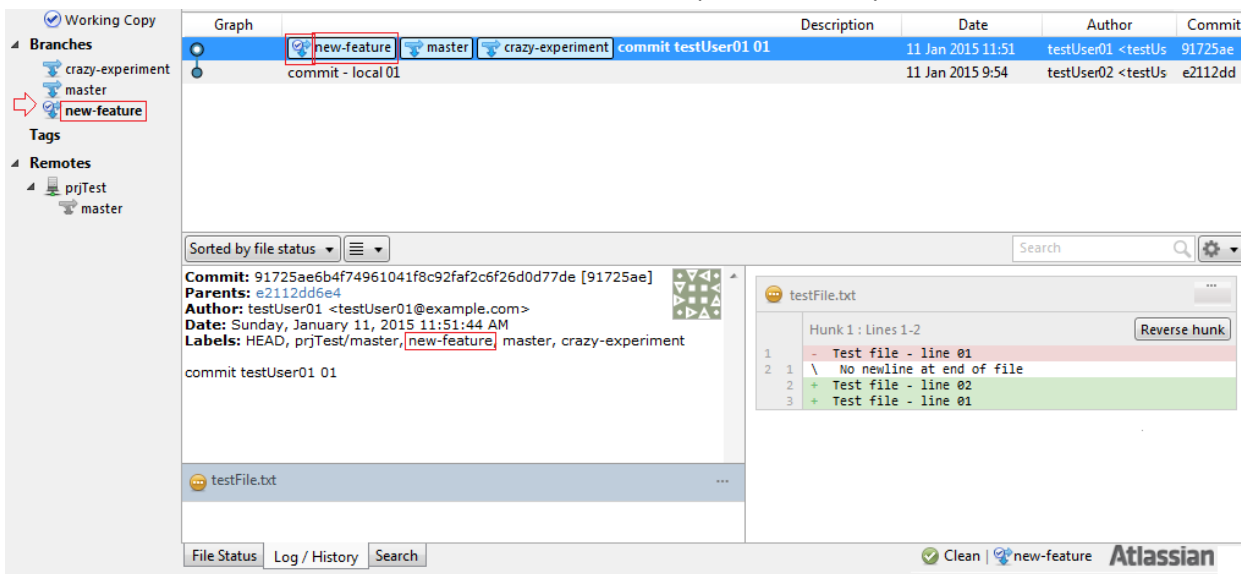 Working Copy
Branches
crazy-experiment
master
new-feature
Tags
Remotes
prjTest
master
Graph Description Date Author Commit
new-feature master crazy-experiment commit testUser01 01 11 Jan 2015 11:51 testUser01 <testUs 91725ae
commit - local 01 11 Jan 2015 9:54 testUser02 <testUs e2112dd
Sorted by file status Search
Commit: 91725ae6b4f74961041f8c92faf2c6f26d0d77de [91725ae]
Parents: e2112dd6e4
Author: testUser01 <testUser01@example.com>
Date: Sunday, January 11, 2015 11:51:44 AM
Labels: HEAD, prjTest/master, new-feature, master, crazy-experiment
commit testUser01 01
testFile.txt ...
testFile.txt ...
Hunk 1 : Lines 1-2 Reverse hunk
1 - Test file - line 01
2 1 \ No newline at end of file
2 + Test file - line 02
3 + Test file - line 01
File Status Log / History Search Clean | new-feature Atlassian